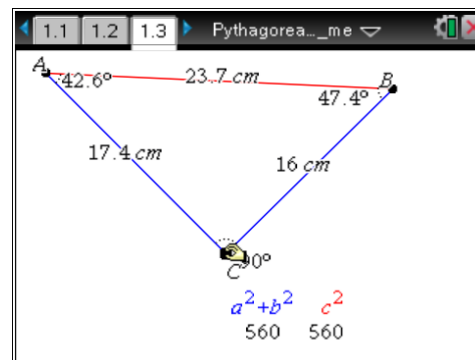 1.1 1.2 1.3 Pythagorea..._me
A 42.6° 23.7 cm 47.4° B
17.4 cm 16 cm
C 90°
a²+b² c²
560 560